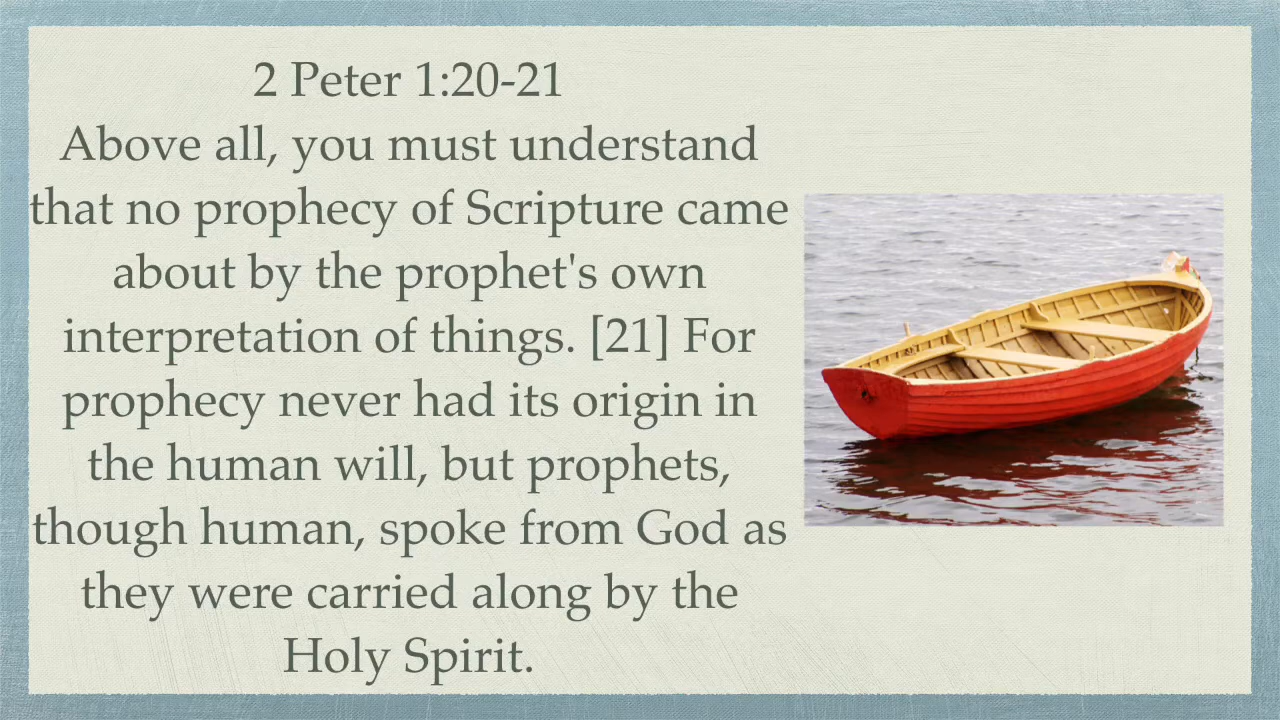 2 Peter 1:20-21
Above all, you must understand
that no prophecy of Scripture came
about by the prophet's own
interpretation of things. [21] For
prophecy never had its origin in
the human will, but prophets,
though human, spoke from God as
they were carried along by the
Holy Spirit.